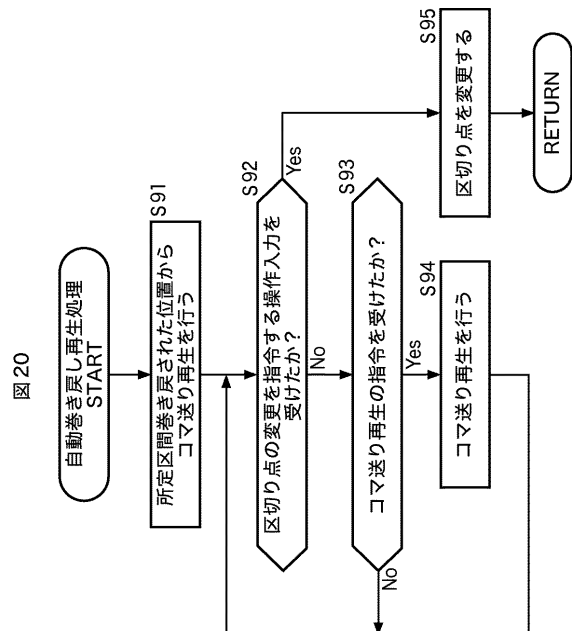 図20
自動巻き戻し再生処理
START
S91
所定区間巻き戻された位置から
コマ送り再生を行う
S92
区切り点の変更を指令する操作入力を
受けたか？
Yes
No
S93
コマ送り再生の指令を受けたか？
No
Yes
S94
コマ送り再生を行う
S95
区切り点を変更する
RETURN